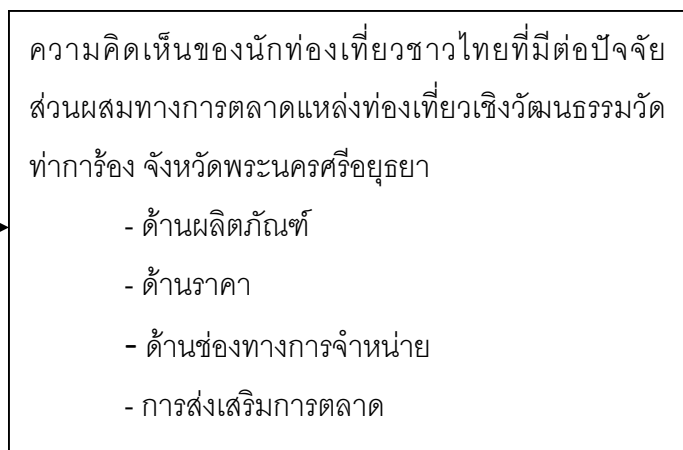 ความคิดเห็นของนักท่องเที่ยวชาวไทยที่มีต่อปัจจัย
ส่วนผสมทางการตลาดแหล่งท่องเที่ยวเชิงวัฒนธรรมวัด
ท่าการ้อง จังหวัดพระนครศรีอยุธยา
- ด้านผลิตภัณฑ์
- ด้านราคา
- ด้านช่องทางการจำหน่าย
- การส่งเสริมการตลาด